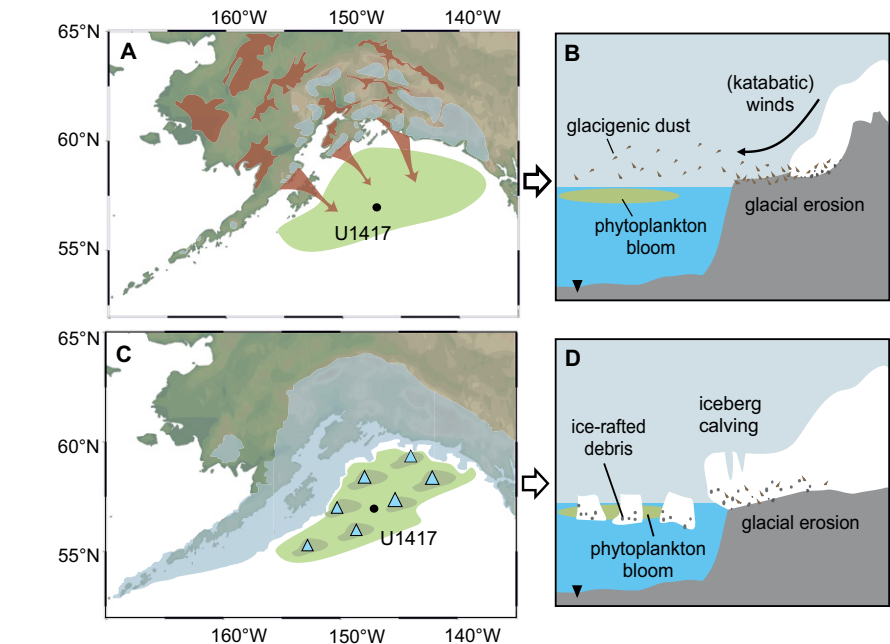 160°W 150°W 140°W
65°N
A
60°N
55°N
U1417
B
(katabatic)
winds
glacigenic dust
glacial erosion
phytoplankton
bloom
65°N
C
60°N
55°N
U1417
160°W 150°W 140°W
D
iceberg
calving
ice-rafted
debris
glacial erosion
phytoplankton
bloom